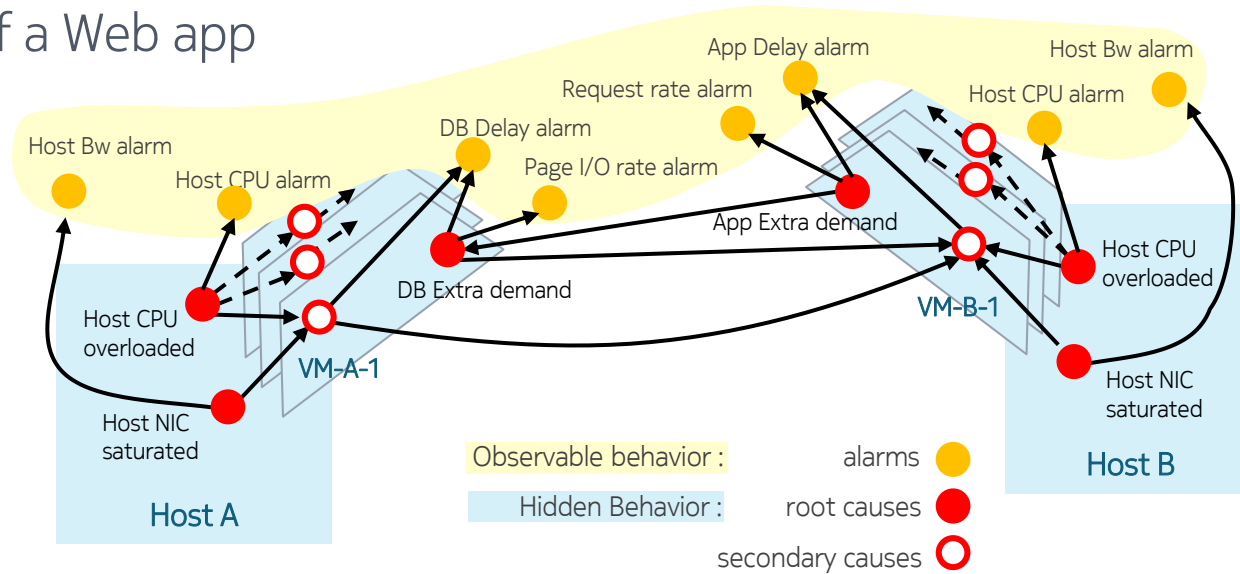 f a Web app
App Delay alarm
Host Bw alarm
Request rate alarm
Host CPU alarm
DB Delay alarm
Host Bw alarm
Page I/O rate alarm
Host CPU alarm
App Extra demand
Host CPU
overloaded
DB Extra demand
Host CPU
overloaded
VM-B-1
VM-A-1
Host NIC
saturated
Host NIC
saturated
Observable behavior :
alarms
Host B
Hidden Behavior :
root causes
Host A
secondary causes